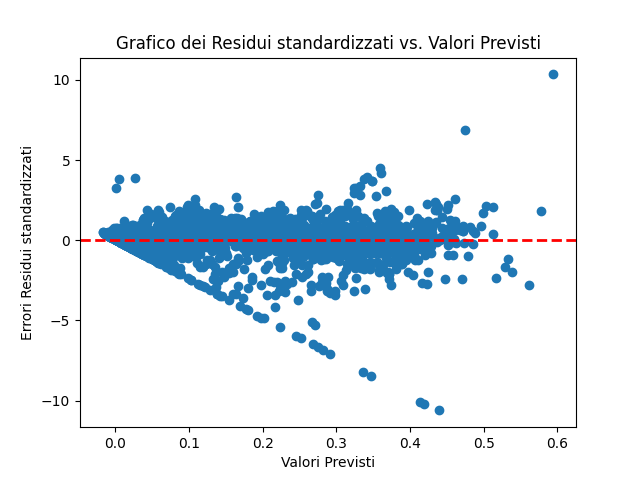 Grafico dei Residui standardizzati vs. Valori Previsti
Errori Residui standardizzati
10
5
0
−5
−10
0.0 0.1 0.2 0.3 0.4 0.5 0.6
Valori Previsti